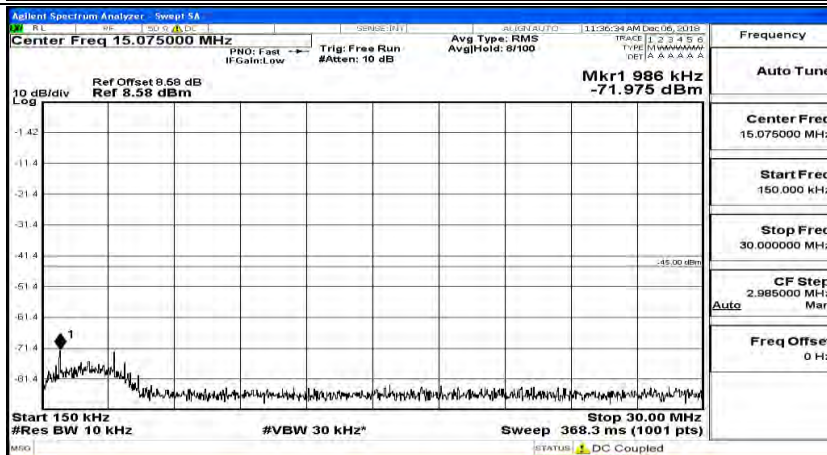 Agilent Spectrum Analyzer - Swept SA
RL RF 50 Ω DC SENSE:INT ALIGN AUTO 11:36:34 AM Dec 06, 2018
Center Freq 15.075000 MHz
PNO: Fast
IFGain:Low
Trig: Free Run
#Atten: 10 dB
Avg Type: RMS
Avg|Hold: 8/100
TRACE 1 2 3 4 5 6
TYPE M W W W W W
DET A A A A A A
Ref Offset 8.58 dB
Ref 8.58 dBm
10 dB/div
Log
Mkr1 986 kHz
-71.975 dBm
-1.42
-11.4
-21.4
-31.4
-41.4
-45.00 dBm
-51.4
-61.4
-71.4
-81.4
1
Start 150 kHz
Stop 30.00 MHz
#Res BW 10 kHz
#VBW 30 kHz*
Sweep 368.3 ms (1001 pts)
MSG
STATUS DC Coupled
Frequency
Auto Tune
Center Freq
15.075000 MHz
Start Freq
150.000 kHz
Stop Freq
30.000000 MHz
CF Step
2.985000 MHz
Auto Man
Freq Offset
0 Hz